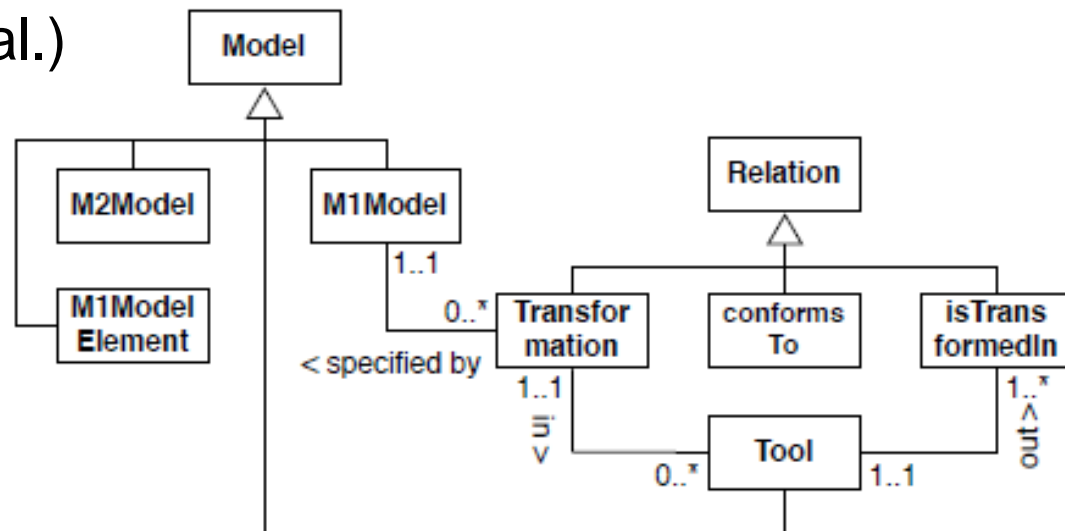 al.)
Model
Relation
M2Model
M1Model
1..1
M1Model
Element
0..*
Transfor
mation
conforms
To
isTrans
formedIn
< specified by
1..1
1..*
< in
out >
Tool
0..*
1..1